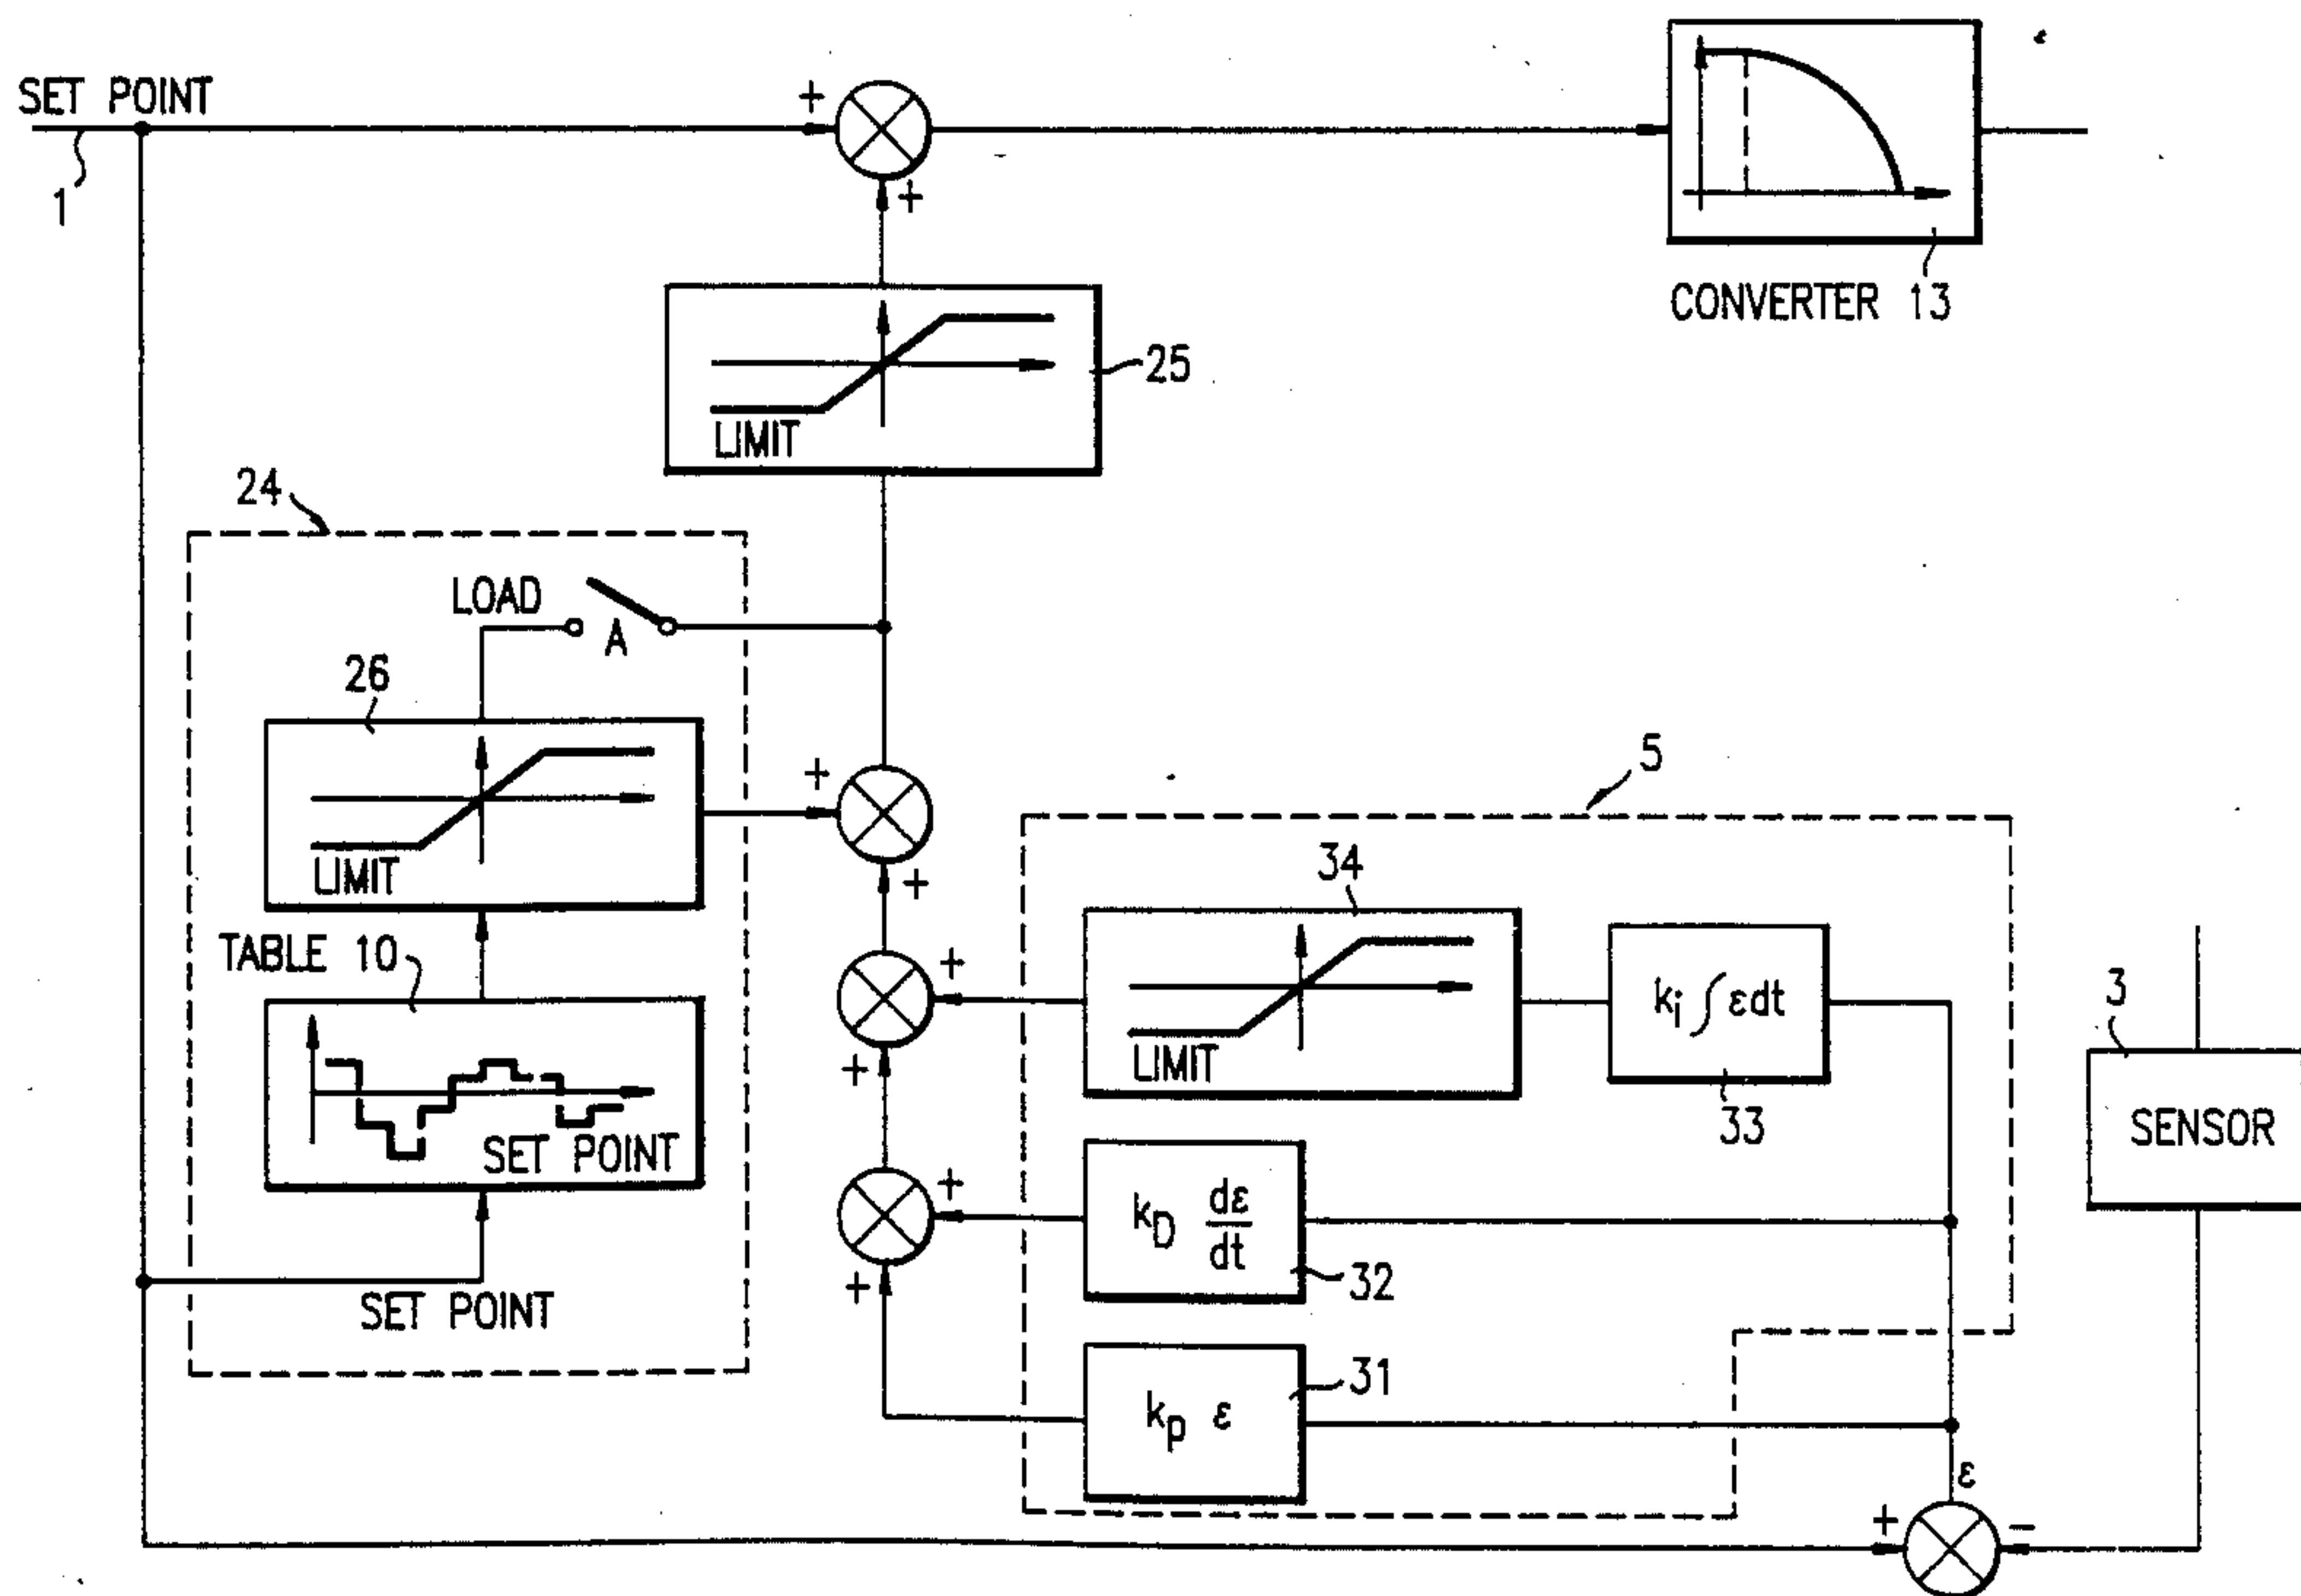 SET POINT
1
+
+
CONVERTER 13
25
LIMIT
24
LOAD
A
26
LIMIT
+
+
TABLE 10
SET POINT
SET POINT
5
34
LIMIT
+
+
k_i ∫ εdt
33
3
SENSOR
k_D dε/dt
32
+
+
k_p ε
31
ε
+
−